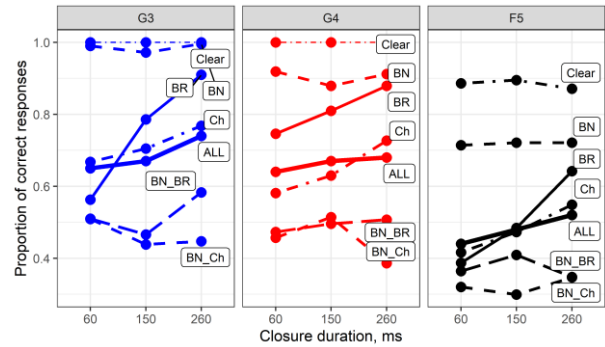 G3 G4 F5
Proportion of correct responses
1.0
0.8
0.6
0.4
Clear
BR
BN
Ch
ALL
BN_BR
BN_Ch
Clear
BN
BR
Ch
ALL
BN_BR
BN_Ch
Clear
BN
BR
Ch
ALL
BN_BR
BN_Ch
60 150 260 60 150 260 60 150 260
Closure duration, ms